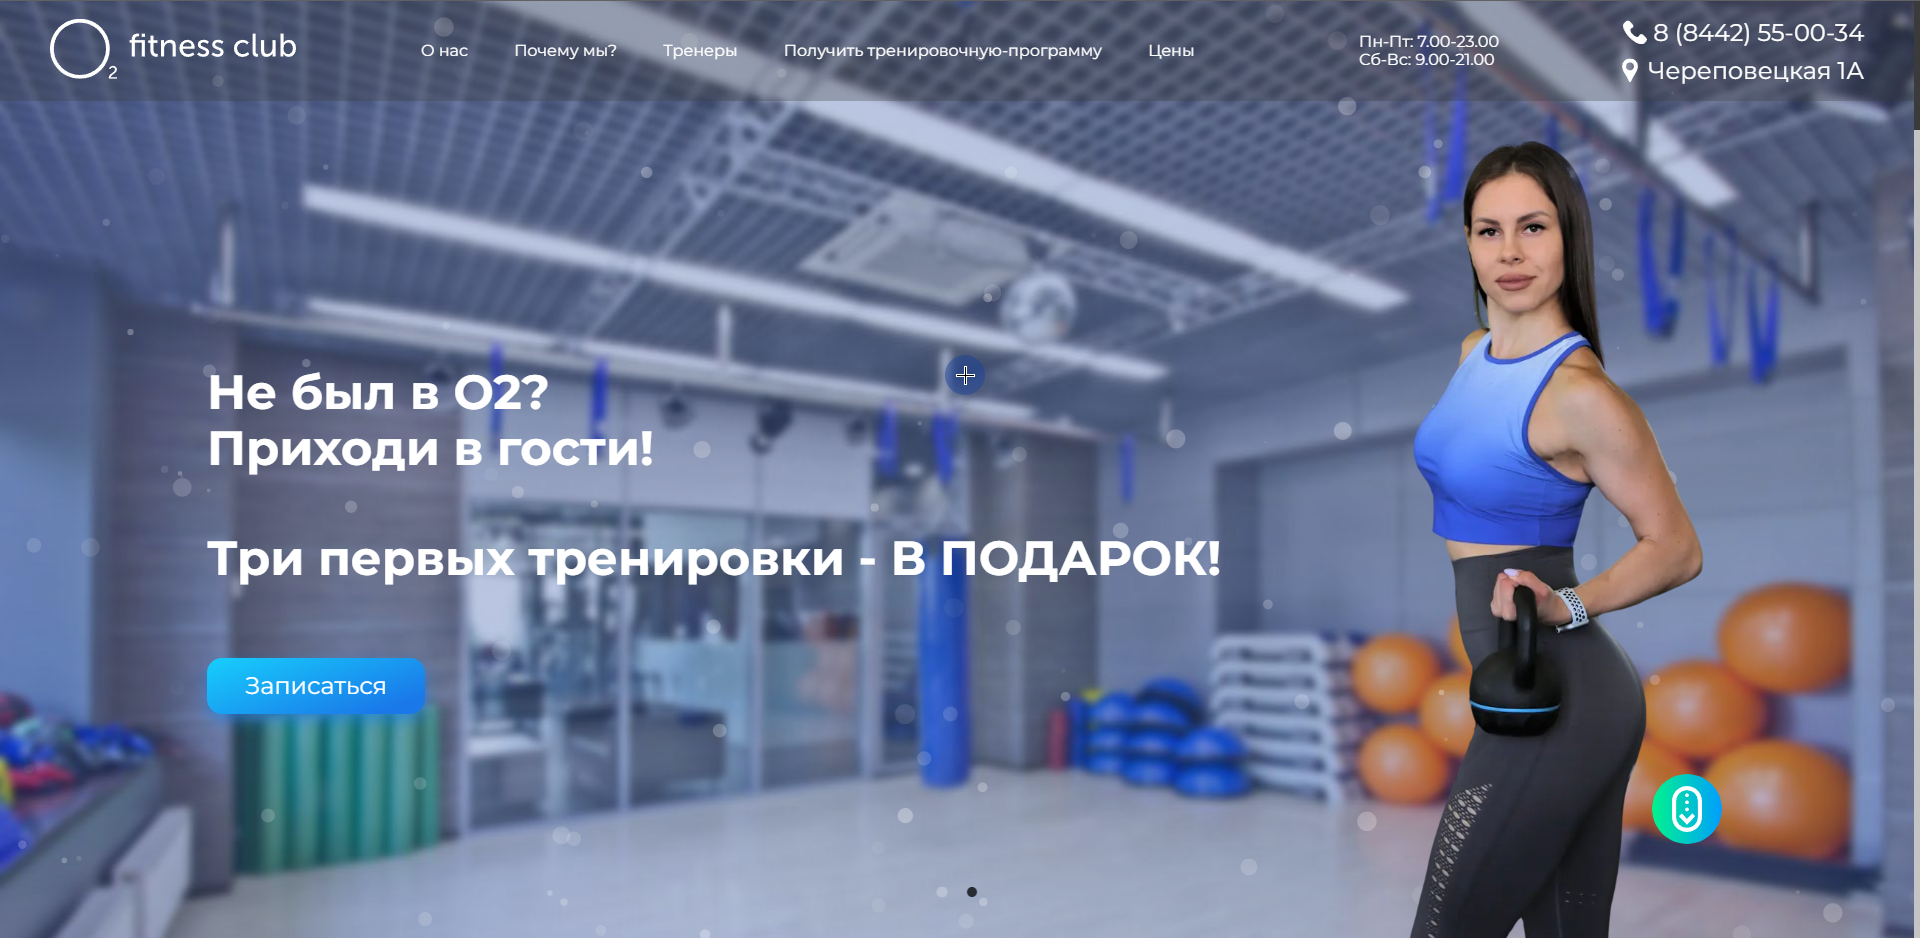 O2 fitness club
О нас
Почему мы?
Тренеры
Получить тренировочную-программу
Цены
Пн-Пт: 7.00-23.00
Сб-Вс: 9.00-21.00
8 (8442) 55-00-34
Череповецкая 1А
Не был в О2?
Приходи в гости!
Три первых тренировки - В ПОДАРОК!
Записаться